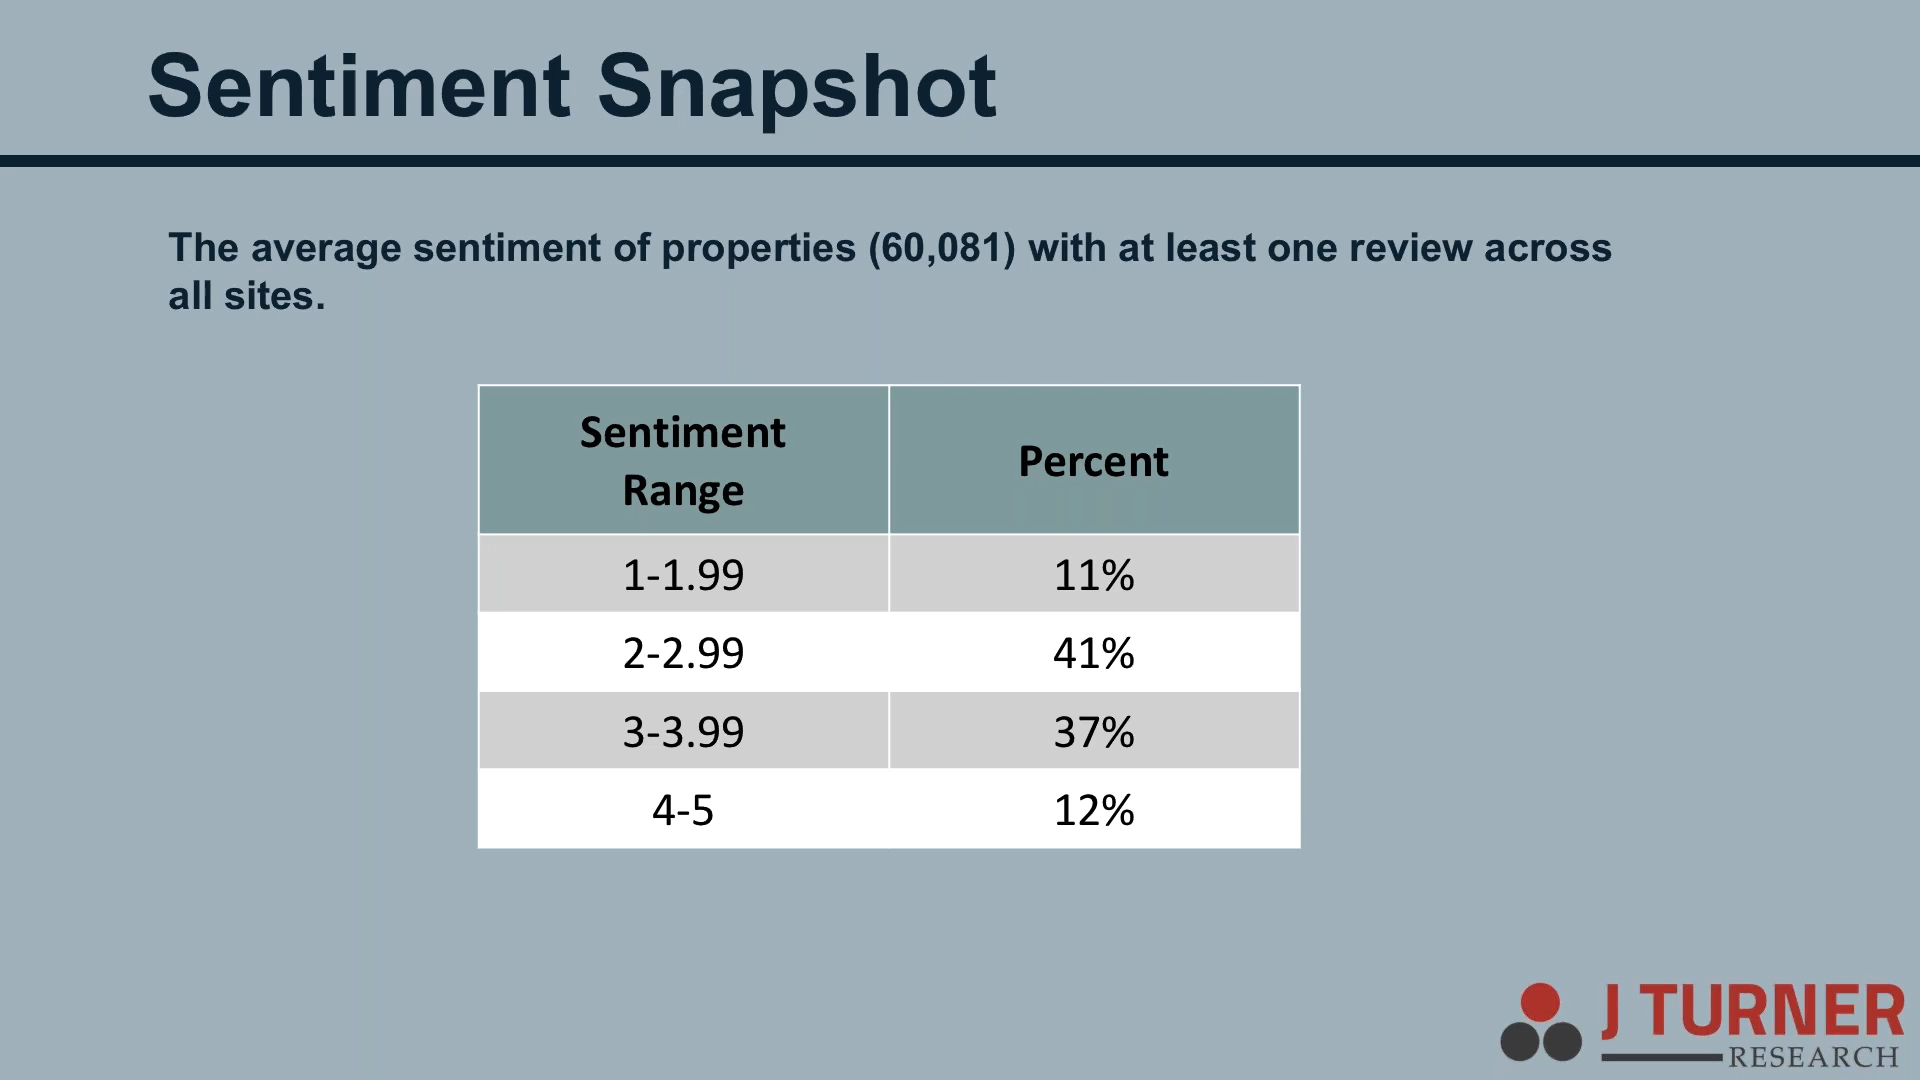 Sentiment Snapshot
The average sentiment of properties (60,081) with at least one review across
all sites.
Sentiment
Range
Percent
1-1.99 11%
2-2.99 41%
3-3.99 37%
4-5 12%
J TURNER
RESEARCH